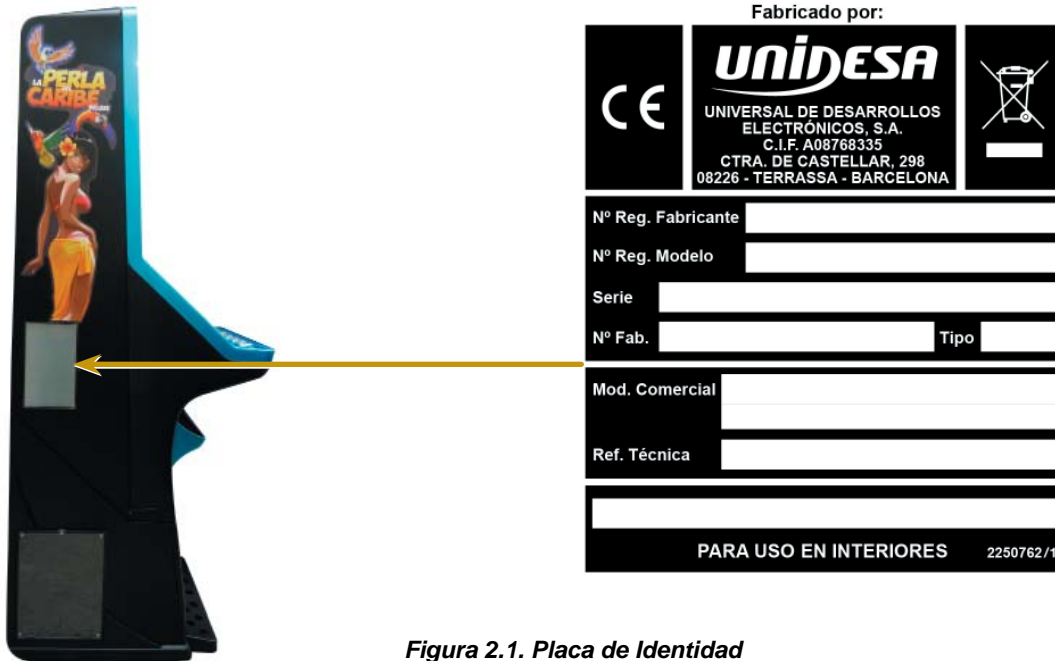 Fabricado por:
LA PERLA
DEL
CARIBE
DELUXE
CE
UNIDESA
UNIVERSAL DE DESARROLLOS
ELECTRÓNICOS, S.A.
C.I.F. A08768335
CTRA. DE CASTELLAR, 298
08226 - TERRASSA - BARCELONA
Nº Reg. Fabricante
Nº Reg. Modelo
Serie
Nº Fab. Tipo
Mod. Comercial
Ref. Técnica
PARA USO EN INTERIORES 2250762/1
Figura 2.1. Placa de Identidad